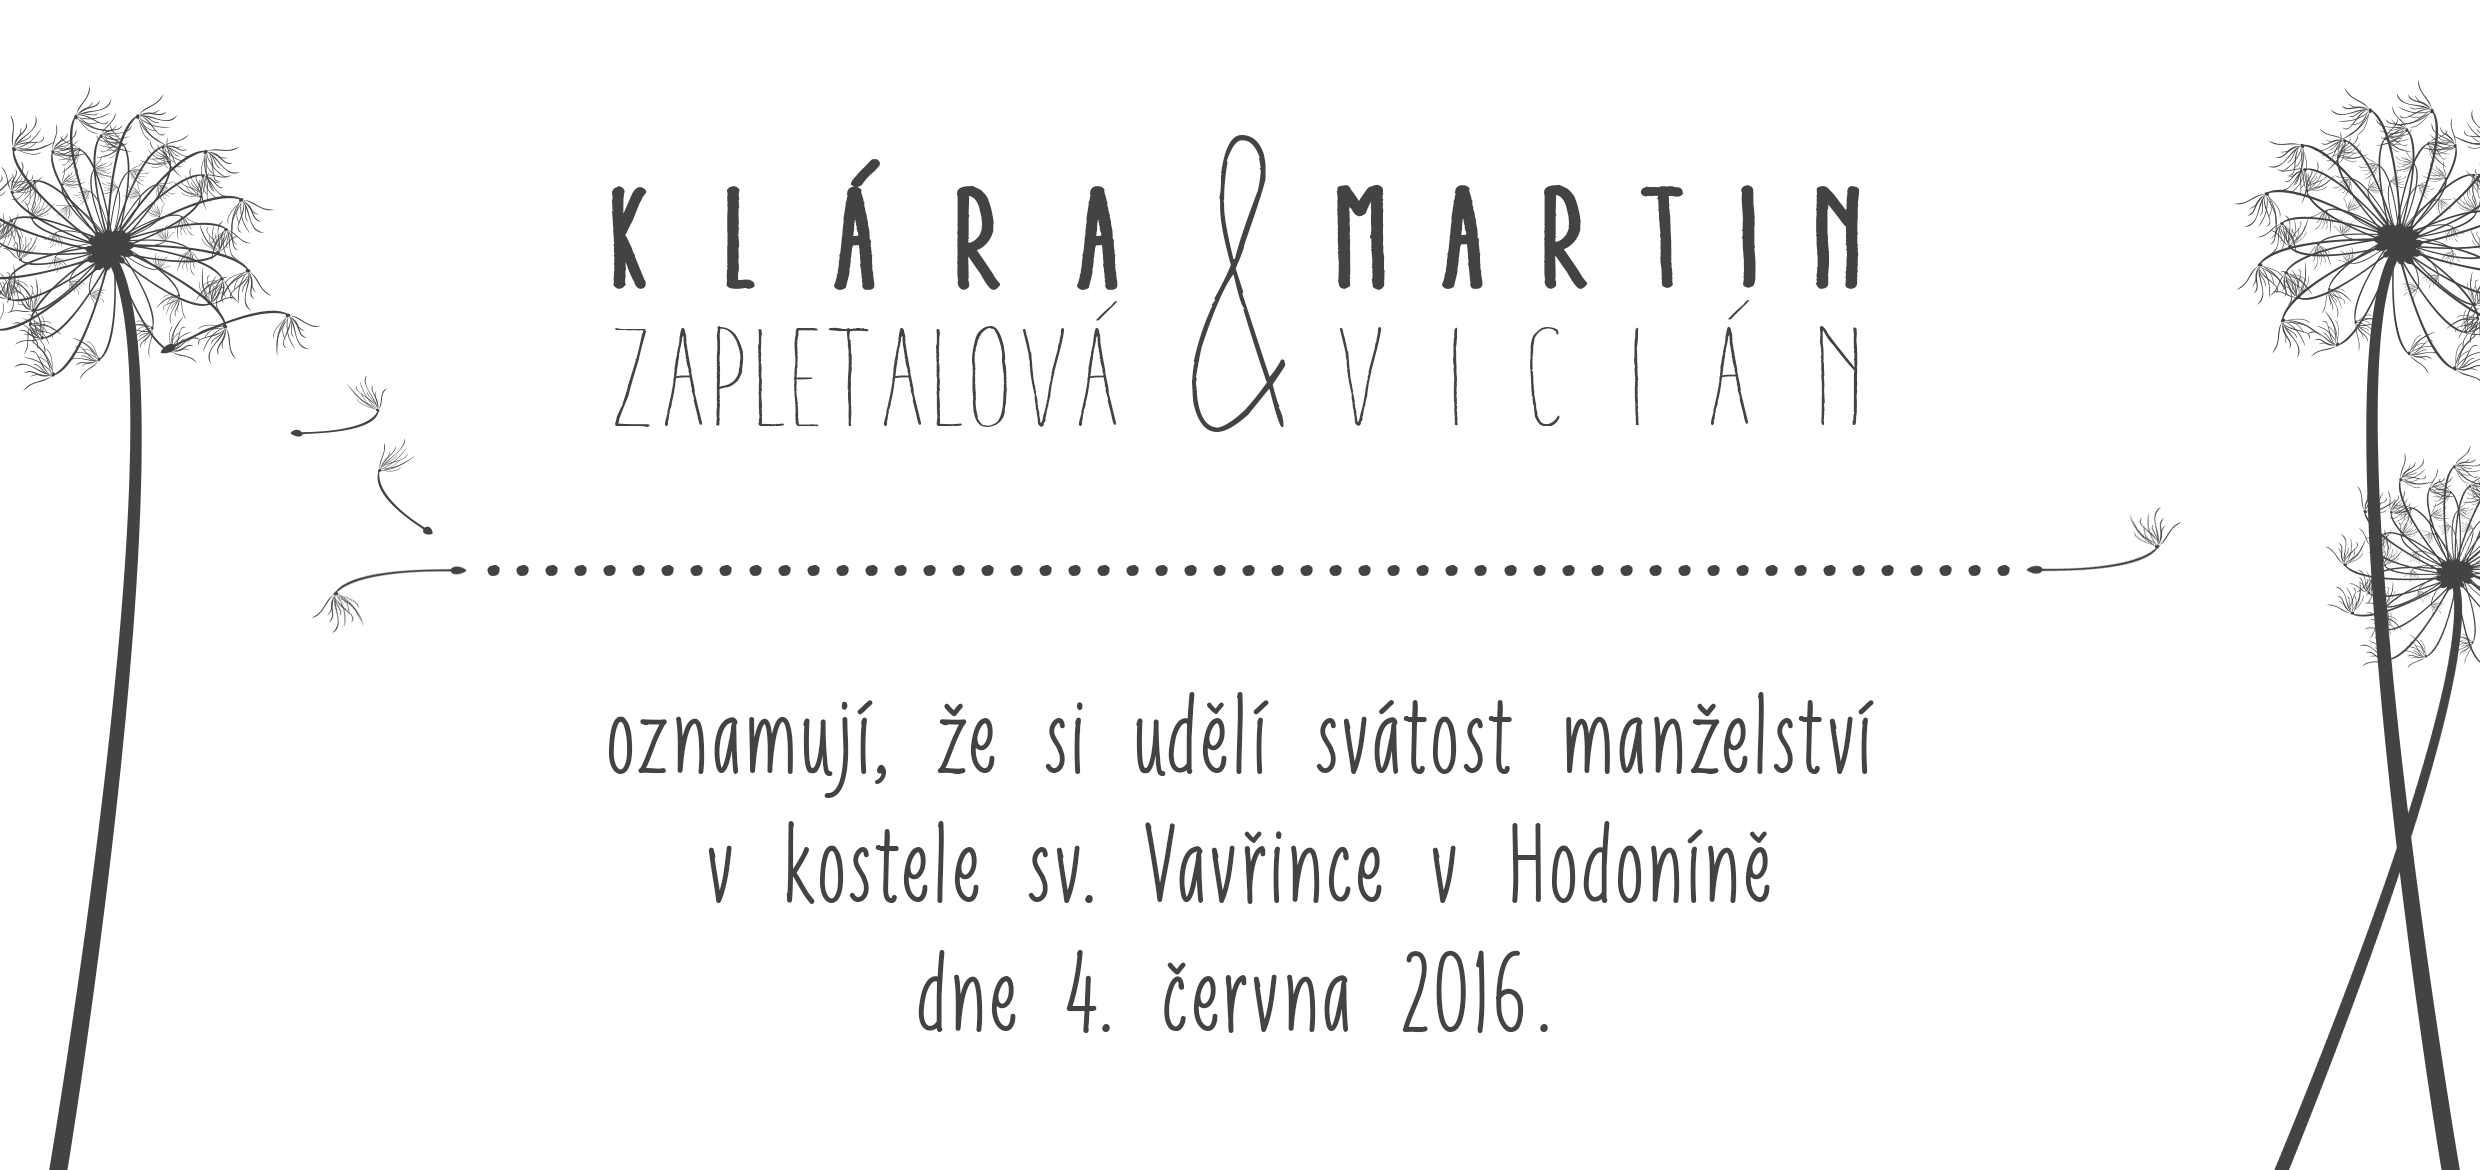 KLÁRA & MARTIN
ZAPLETALOVÁ VICIÁN
oznamují, že si udělí svátost manželství
v kostele sv. Vavřince v Hodoníně
dne 4. června 2016.